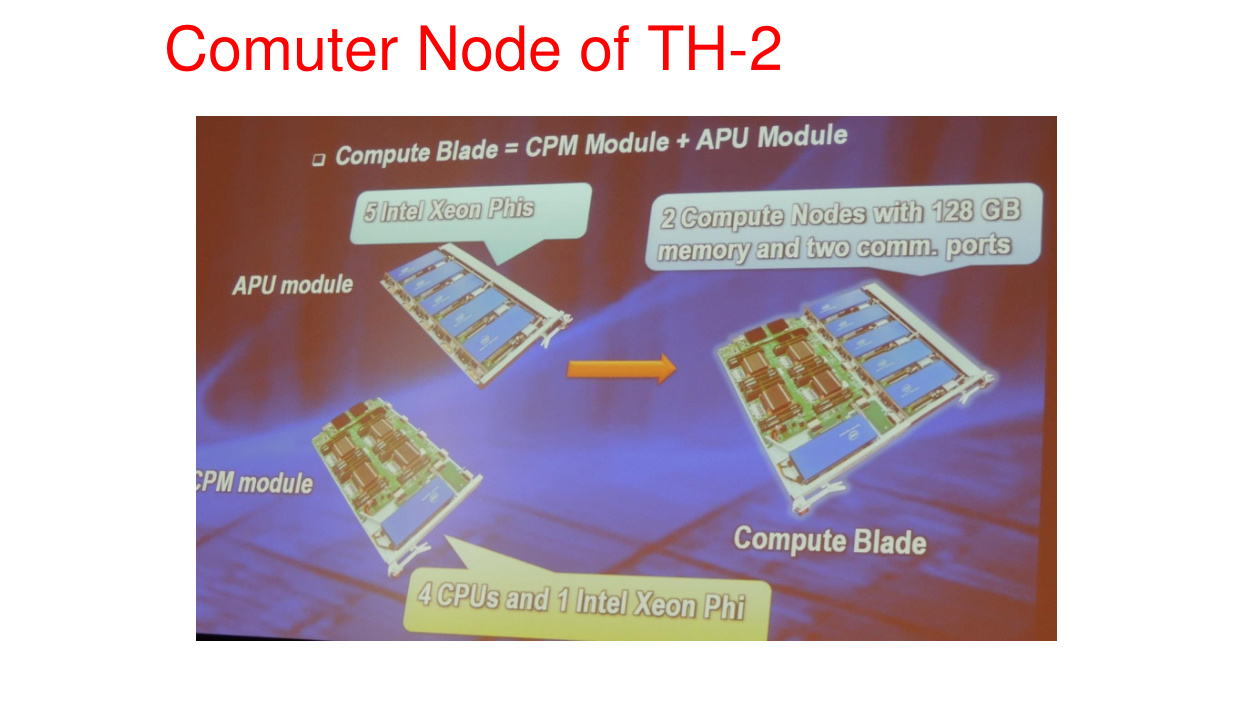 Comuter Node of TH-2
❑ Compute Blade = CPM Module + APU Module
5 Intel Xeon Phis
2 Compute Nodes with 128 GB
memory and two comm. ports
APU module
CPM module
Compute Blade
4 CPUs and 1 Intel Xeon Phi